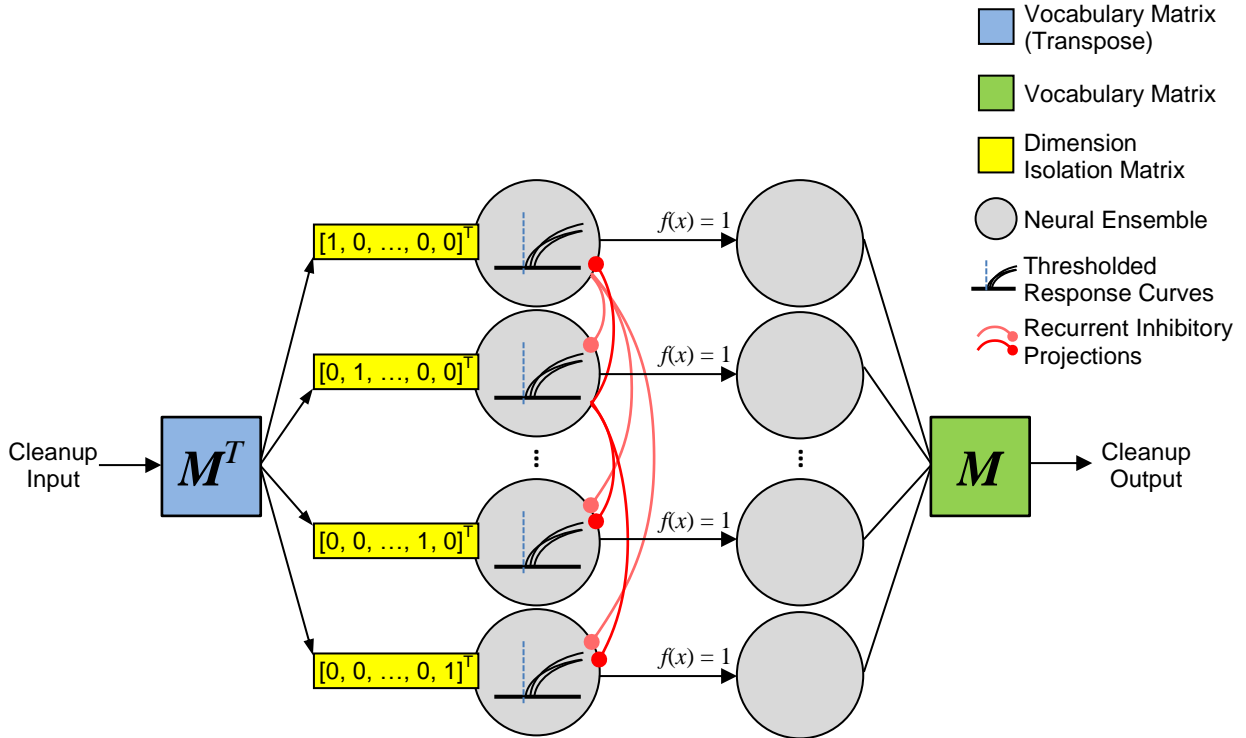 Vocabulary Matrix
(Transpose)
Vocabulary Matrix
Dimension
Isolation Matrix
Neural Ensemble
Thresholded
Response Curves
Recurrent Inhibitory
Projections
Cleanup
Input
M^T
[1, 0, …, 0, 0]^T
f(x) = 1
[0, 1, …, 0, 0]^T
f(x) = 1
⋮
⋮
[0, 0, …, 1, 0]^T
f(x) = 1
[0, 0, …, 0, 1]^T
f(x) = 1
M
Cleanup
Output